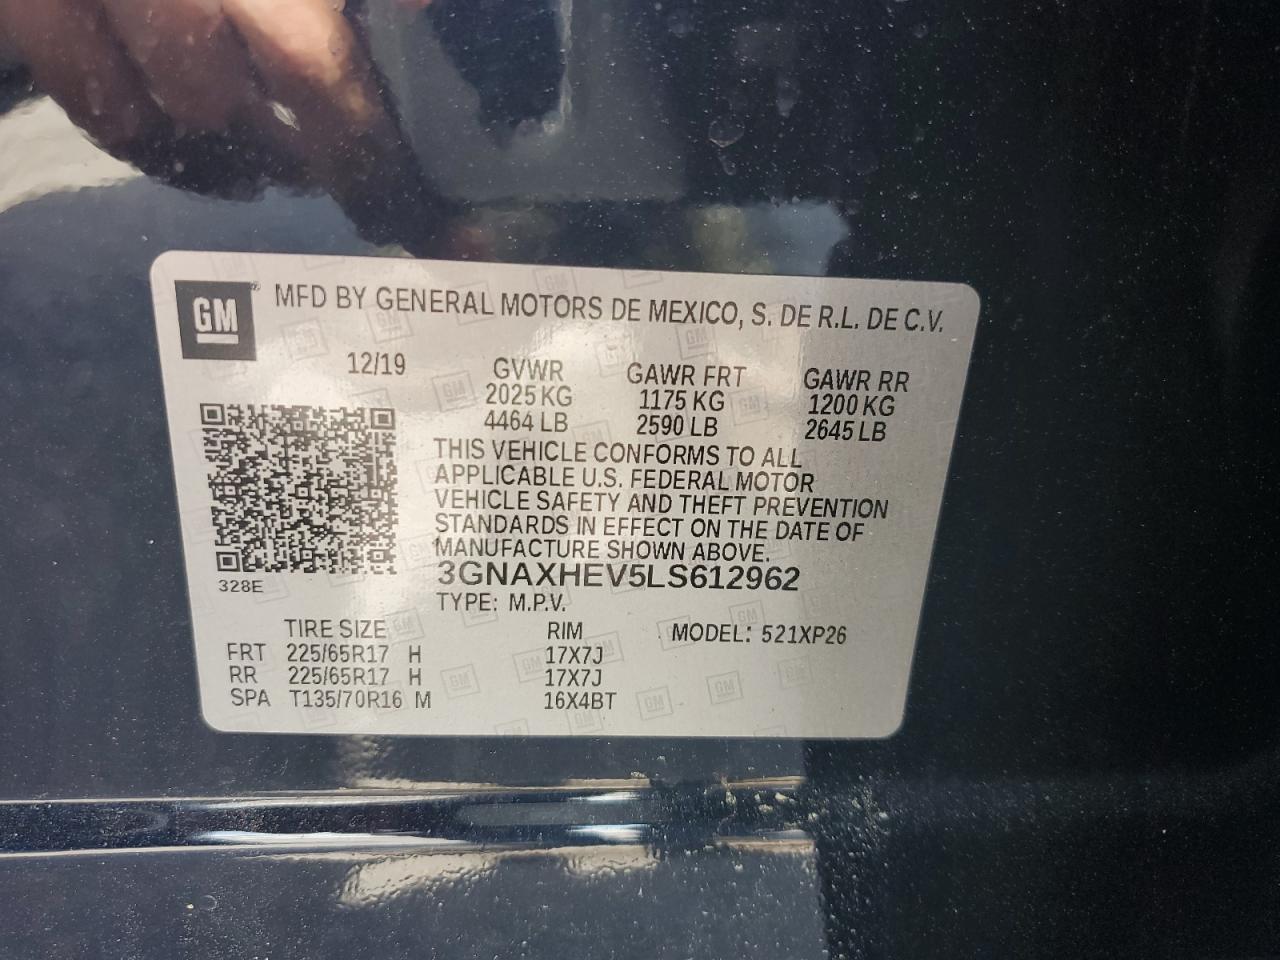 GM ® MFD BY GENERAL MOTORS DE MEXICO, S. DE R.L. DE C.V.
12/19 GVWR GAWR FRT GAWR RR
2025 KG 1175 KG 1200 KG
4464 LB 2590 LB 2645 LB
THIS VEHICLE CONFORMS TO ALL
APPLICABLE U.S. FEDERAL MOTOR
VEHICLE SAFETY AND THEFT PREVENTION
STANDARDS IN EFFECT ON THE DATE OF
MANUFACTURE SHOWN ABOVE.
328E 3GNAXHEV5LS612962
TYPE: M.P.V.
TIRE SIZE RIM MODEL: 521XP26
FRT 225/65R17 H 17X7J
RR 225/65R17 H 17X7J
SPA T135/70R16 M 16X4BT